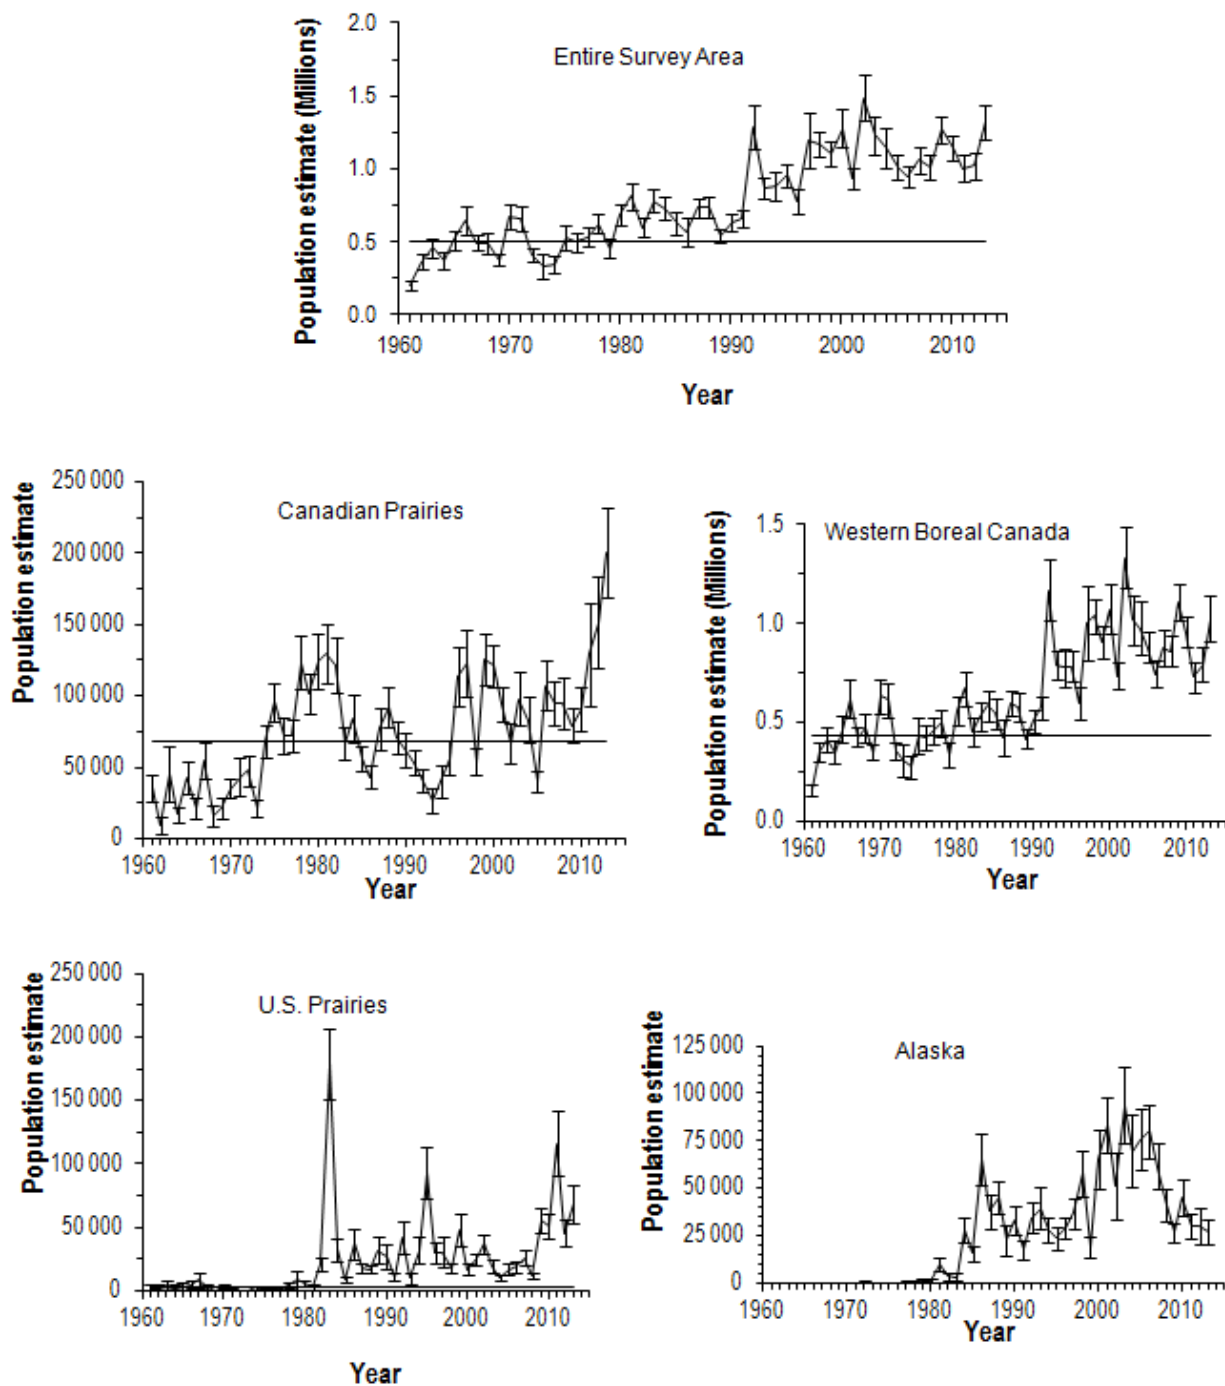 Entire Survey Area
Population estimate (Millions)
2.0
1.5
1.0
0.5
0.0
1960 1970 1980 1990 2000 2010
Year
Canadian Prairies
Population estimate
250 000
200 000
150 000
100 000
50 000
0
1960 1970 1980 1990 2000 2010
Year
Western Boreal Canada
Population estimate (Millions)
1.5
1.0
0.5
0.0
1960 1970 1980 1990 2000 2010
Year
U.S. Prairies
Population estimate
250 000
200 000
150 000
100 000
50 000
0
1960 1970 1980 1990 2000 2010
Year
Alaska
Population estimate
125 000
100 000
75 000
50 000
25 000
0
1960 1970 1980 1990 2000 2010
Year